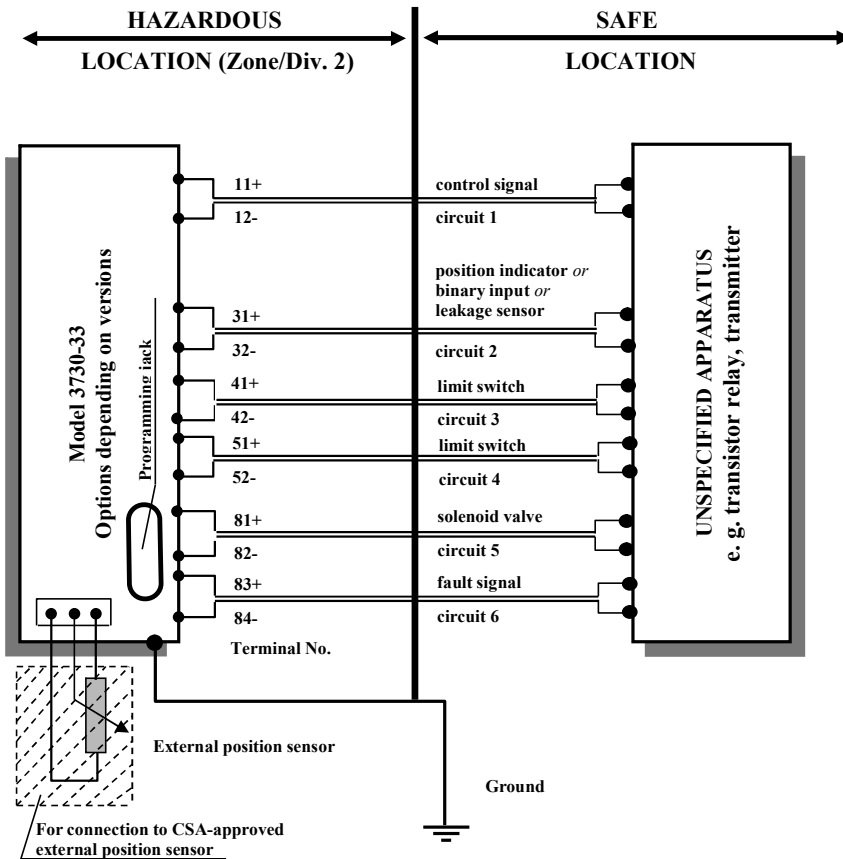 HAZARDOUS
LOCATION (Zone/Div. 2)
SAFE
LOCATION
Model 3730-33
Options depending on versions
Programming jack
11+
12-
control signal
circuit 1
31+
32-
position indicator or
binary input or
leakage sensor
circuit 2
41+
42-
limit switch
circuit 3
51+
52-
limit switch
circuit 4
81+
82-
solenoid valve
circuit 5
83+
84-
fault signal
circuit 6
Terminal No.
UNSPECIFIED APPARATUS
e. g. transistor relay, transmitter
External position sensor
Ground
For connection to CSA-approved
external position sensor